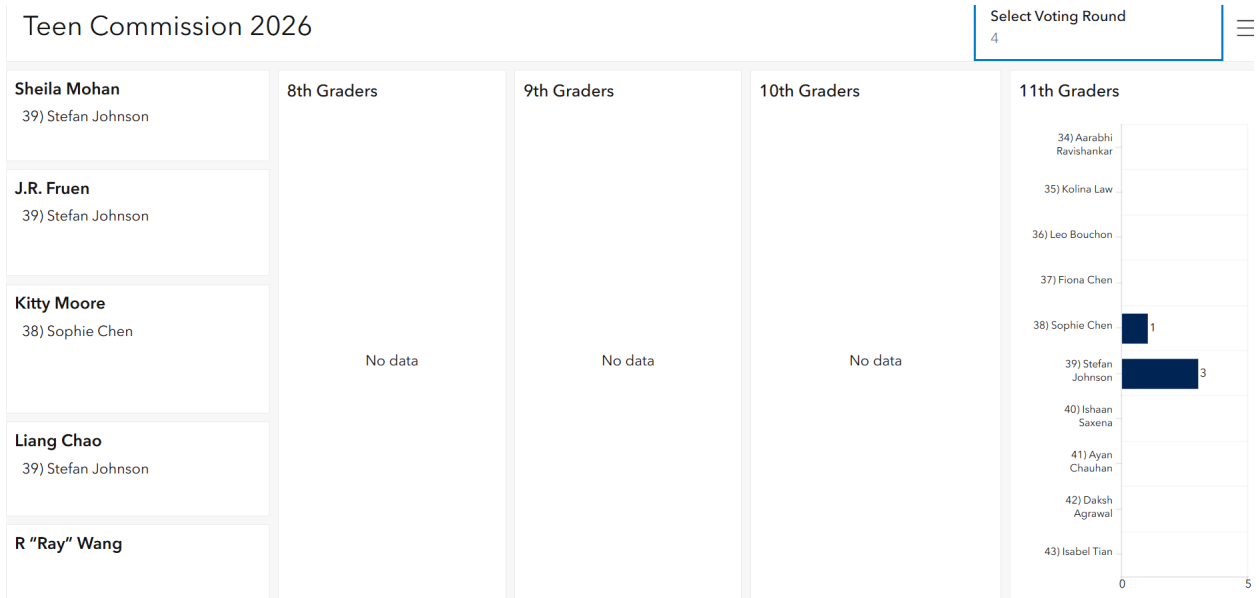 Teen Commission 2026
Select Voting Round
4
Sheila Mohan
39) Stefan Johnson
J.R. Fruen
39) Stefan Johnson
Kitty Moore
38) Sophie Chen
Liang Chao
39) Stefan Johnson
R “Ray” Wang
8th Graders
No data
9th Graders
No data
10th Graders
No data
11th Graders
34) Aarabhi
Ravishankar
35) Kolina Law
36) Leo Bouchon
37) Fiona Chen
38) Sophie Chen
1
39) Stefan
Johnson
3
40) Ishaan
Saxena
41) Ayan
Chauhan
42) Daksh
Agrawal
43) Isabel Tian
0
5